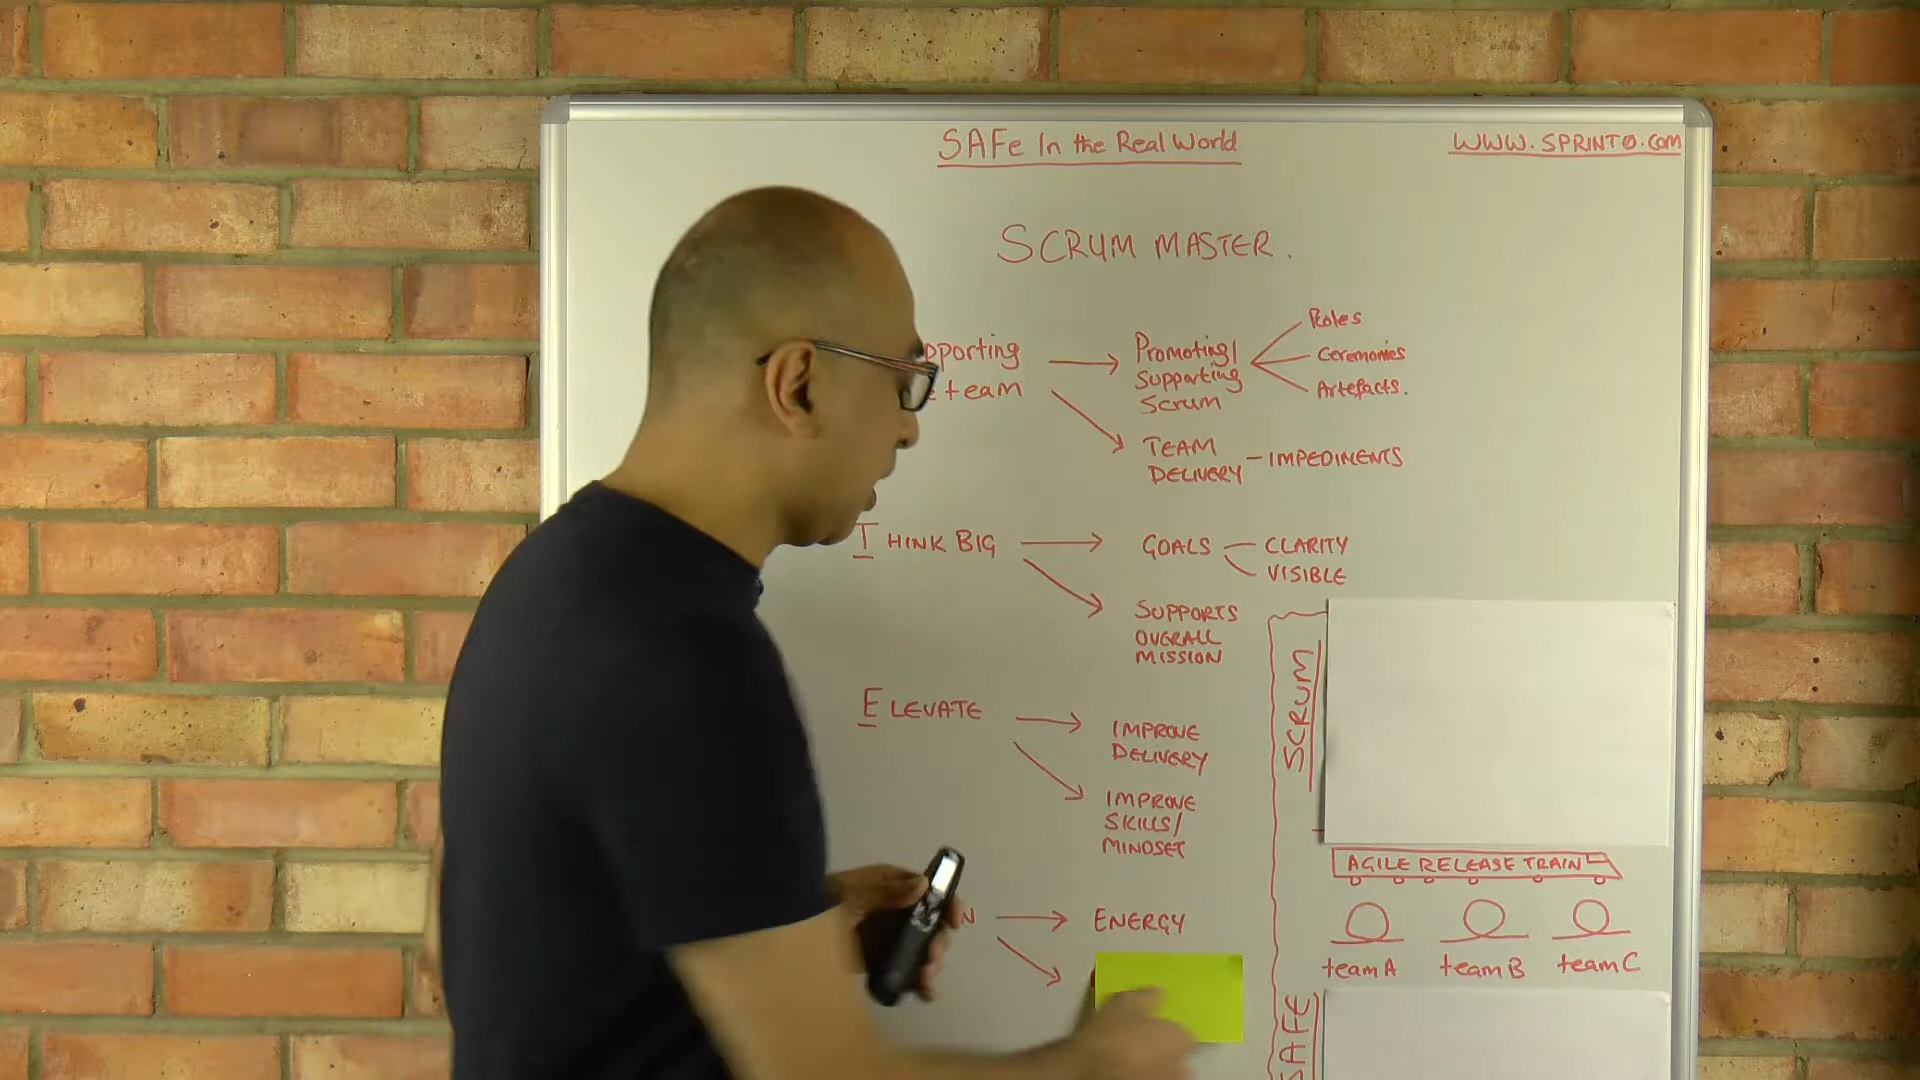 SAFe In the Real World
WWW.SPRINT0.com
SCRUM MASTER.
pporting
e team
Promoting/
Supporting
Scrum
Roles
Ceremonies
Artefacts.
TEAM
DELIVERY
- IMPEDIMENTS
THINK BIG
GOALS
CLARITY
VISIBLE
SUPPORTS
OVERALL
MISSION
ELEVATE
IMPROVE
DELIVERY
IMPROVE
SKILLS/
MINDSET
N
ENERGY
SCRUM
AGILE RELEASE TRAIN
team A
team B
team C
SAFE